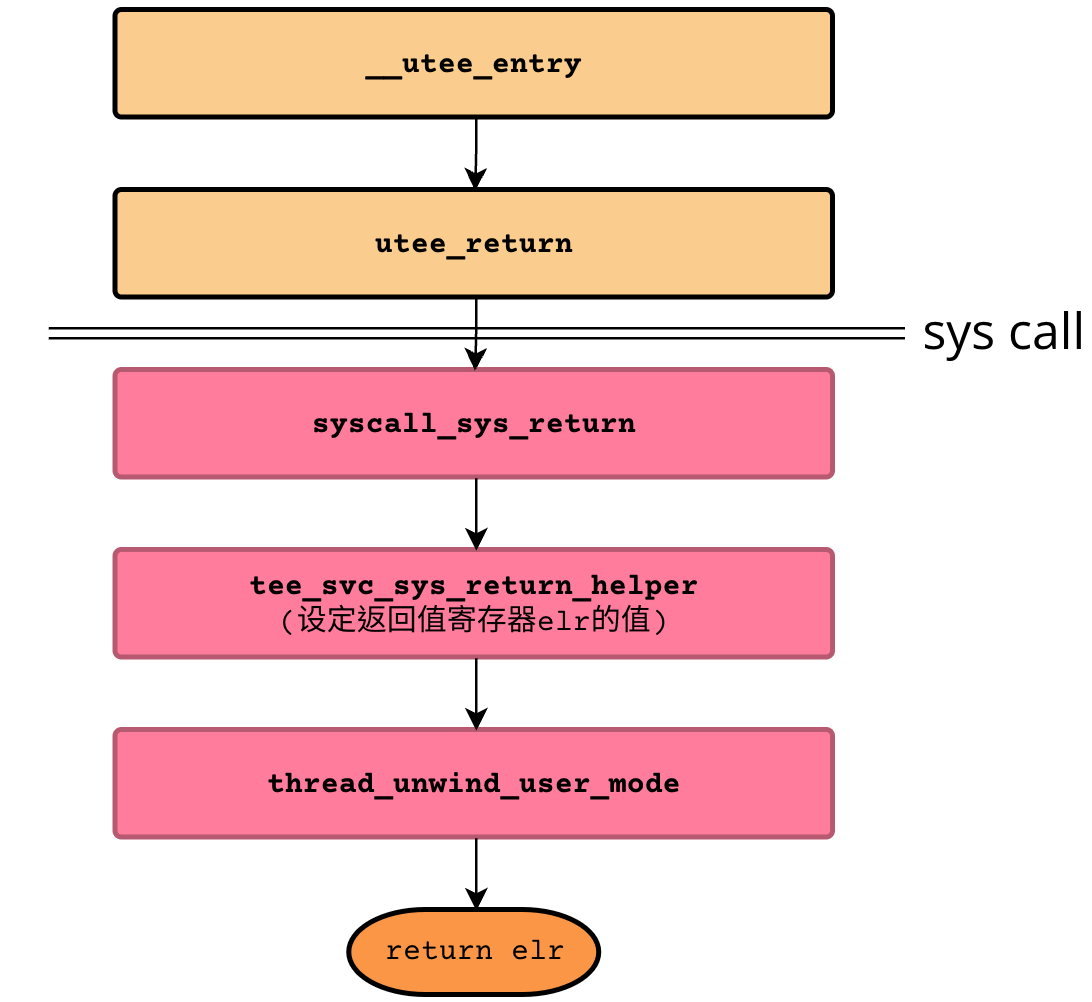 __utee_entry
utee_return
sys call
syscall_sys_return
tee_svc_sys_return_helper
(设定返回值寄存器elr的值)
thread_unwind_user_mode
return elr